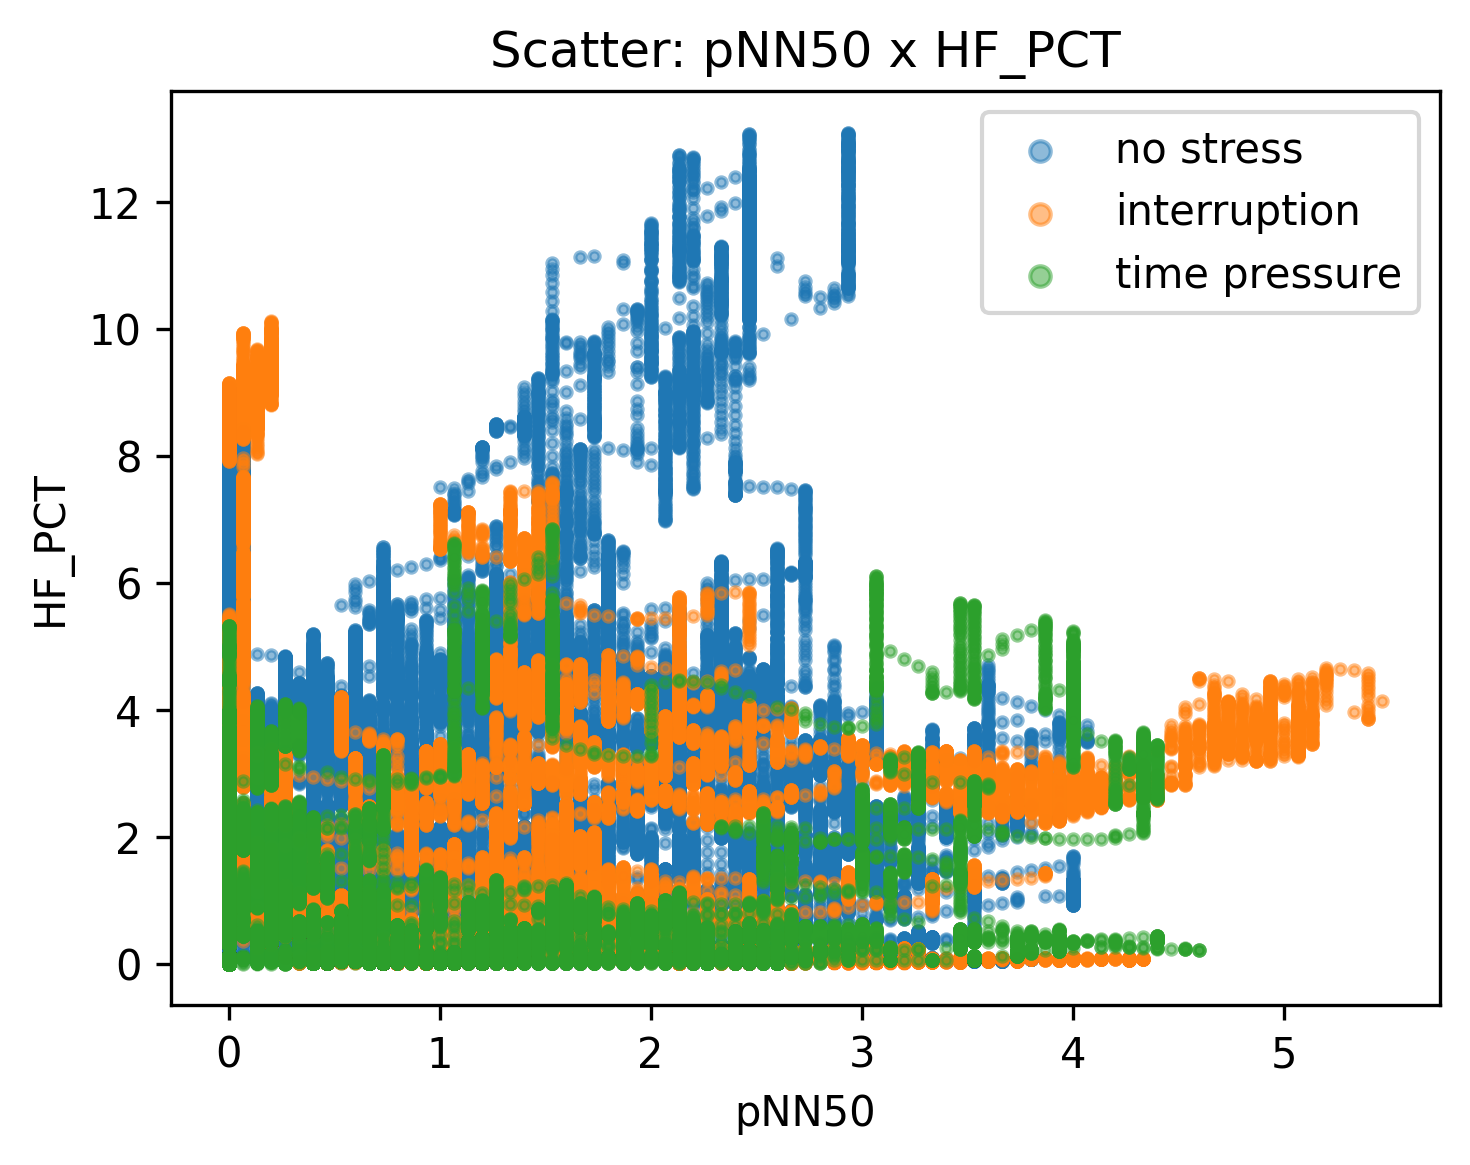 Scatter: pNN50 x HF_PCT
no stress
interruption
time pressure
HF_PCT
12
10
8
6
4
2
0
0 1 2 3 4 5
pNN50